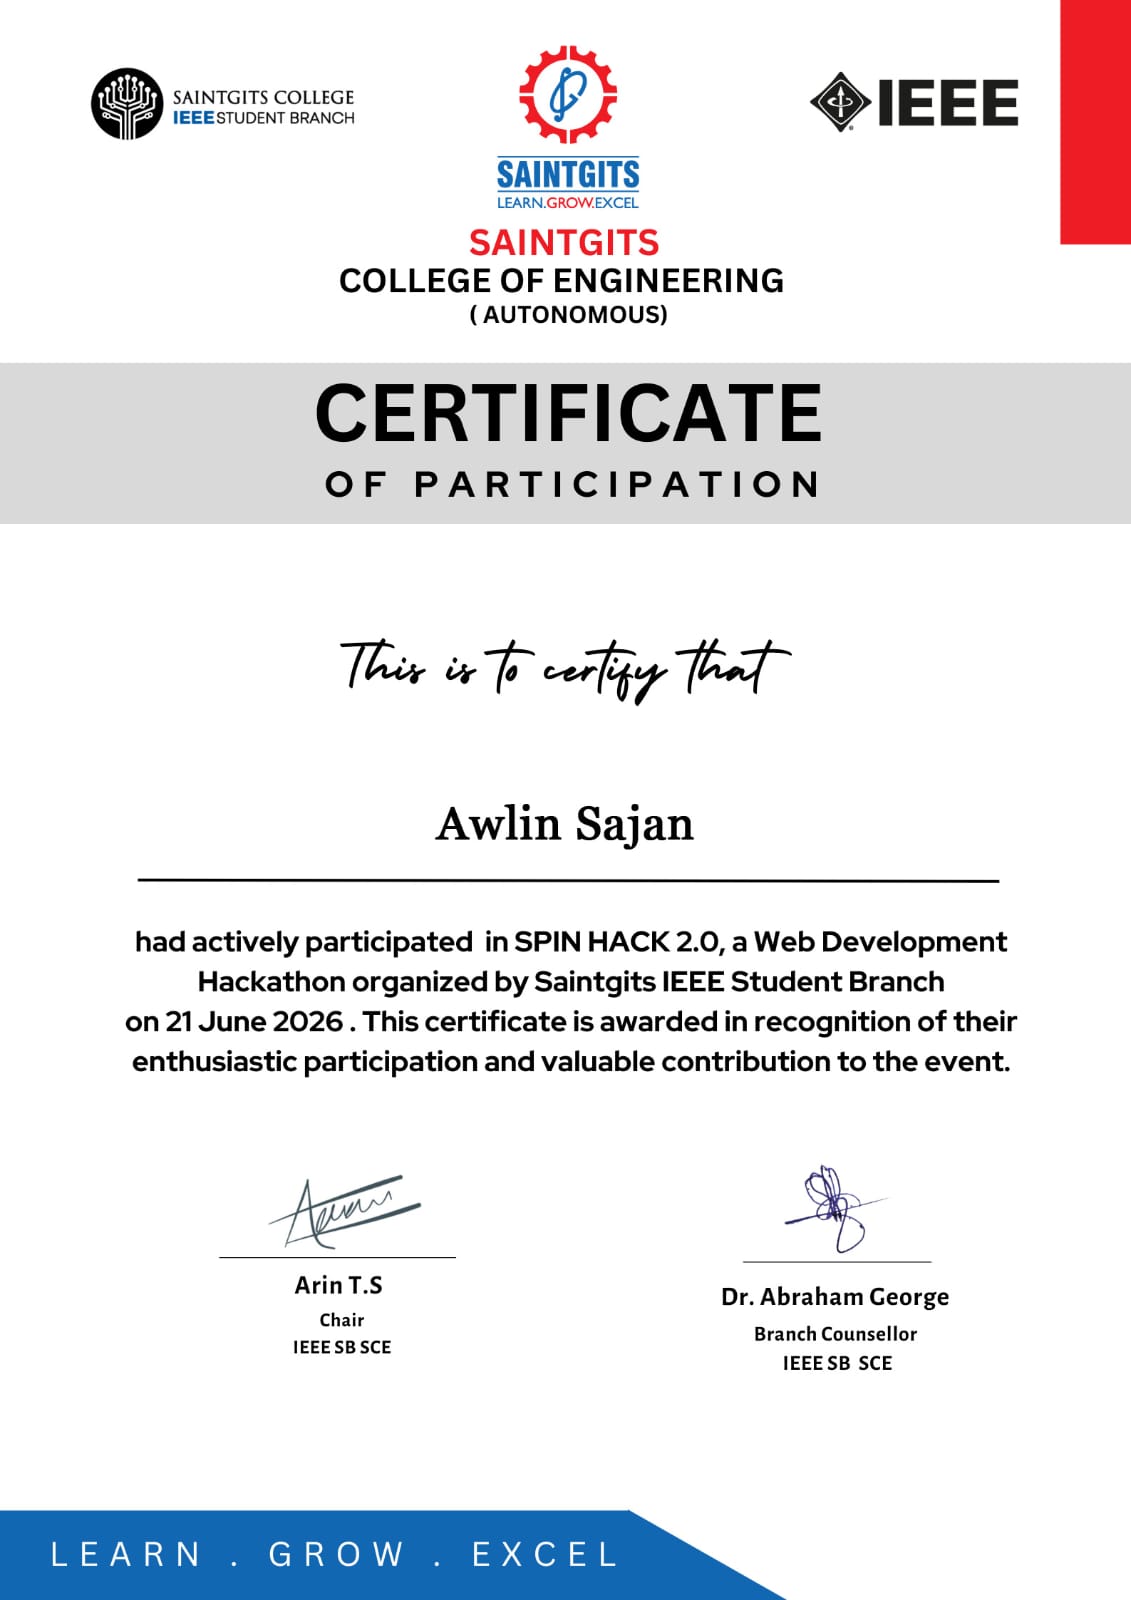 SAINTGITS COLLEGE
IEEE STUDENT BRANCH
SAINTGITS
LEARN.GROW.EXCEL
IEEE
SAINTGITS
COLLEGE OF ENGINEERING
( AUTONOMOUS)
CERTIFICATE
OF PARTICIPATION
This is to certify that
Awlin Sajan
had actively participated in SPIN HACK 2.0, a Web Development
Hackathon organized by Saintgits IEEE Student Branch
on 21 June 2026 . This certificate is awarded in recognition of their
enthusiastic participation and valuable contribution to the event.
Arin T.S
Chair
IEEE SB SCE
Dr. Abraham George
Branch Counsellor
IEEE SB SCE
LEARN . GROW . EXCEL